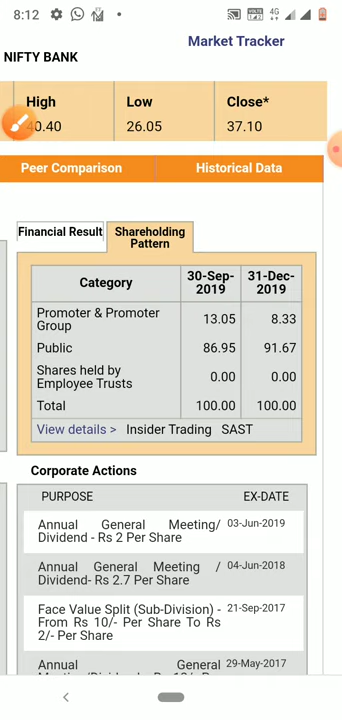 8:12
4G
Market Tracker
NIFTY BANK
High Low Close*
40.40 26.05 37.10
Peer Comparison Historical Data
Financial Result Shareholding
Pattern
Category 30-Sep-2019 31-Dec-2019
Promoter & Promoter
Group 13.05 8.33
Public 86.95 91.67
Shares held by
Employee Trusts 0.00 0.00
Total 100.00 100.00
View details > Insider Trading SAST
Corporate Actions
PURPOSE EX-DATE
Annual General Meeting/ 03-Jun-2019
Dividend - Rs 2 Per Share
Annual General Meeting / 04-Jun-2018
Dividend- Rs 2.7 Per Share
Face Value Split (Sub-Division) - 21-Sep-2017
From Rs 10/- Per Share To Rs
2/- Per Share
Annual General 29-May-2017